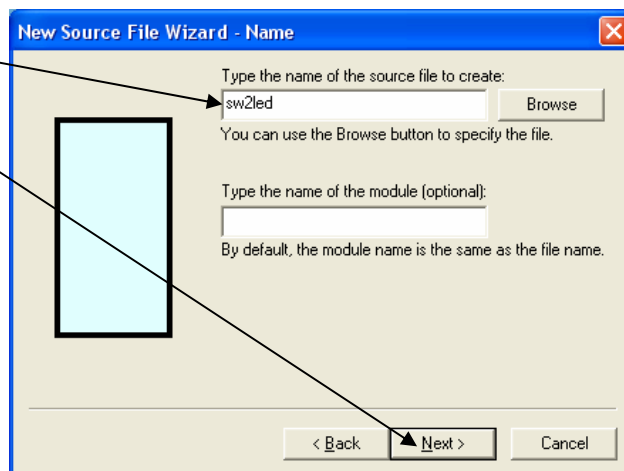 New Source File Wizard - Name
Type the name of the source file to create:
sw2led
Browse
You can use the Browse button to specify the file.
Type the name of the module (optional):
By default, the module name is the same as the file name.
< Back
Next >
Cancel